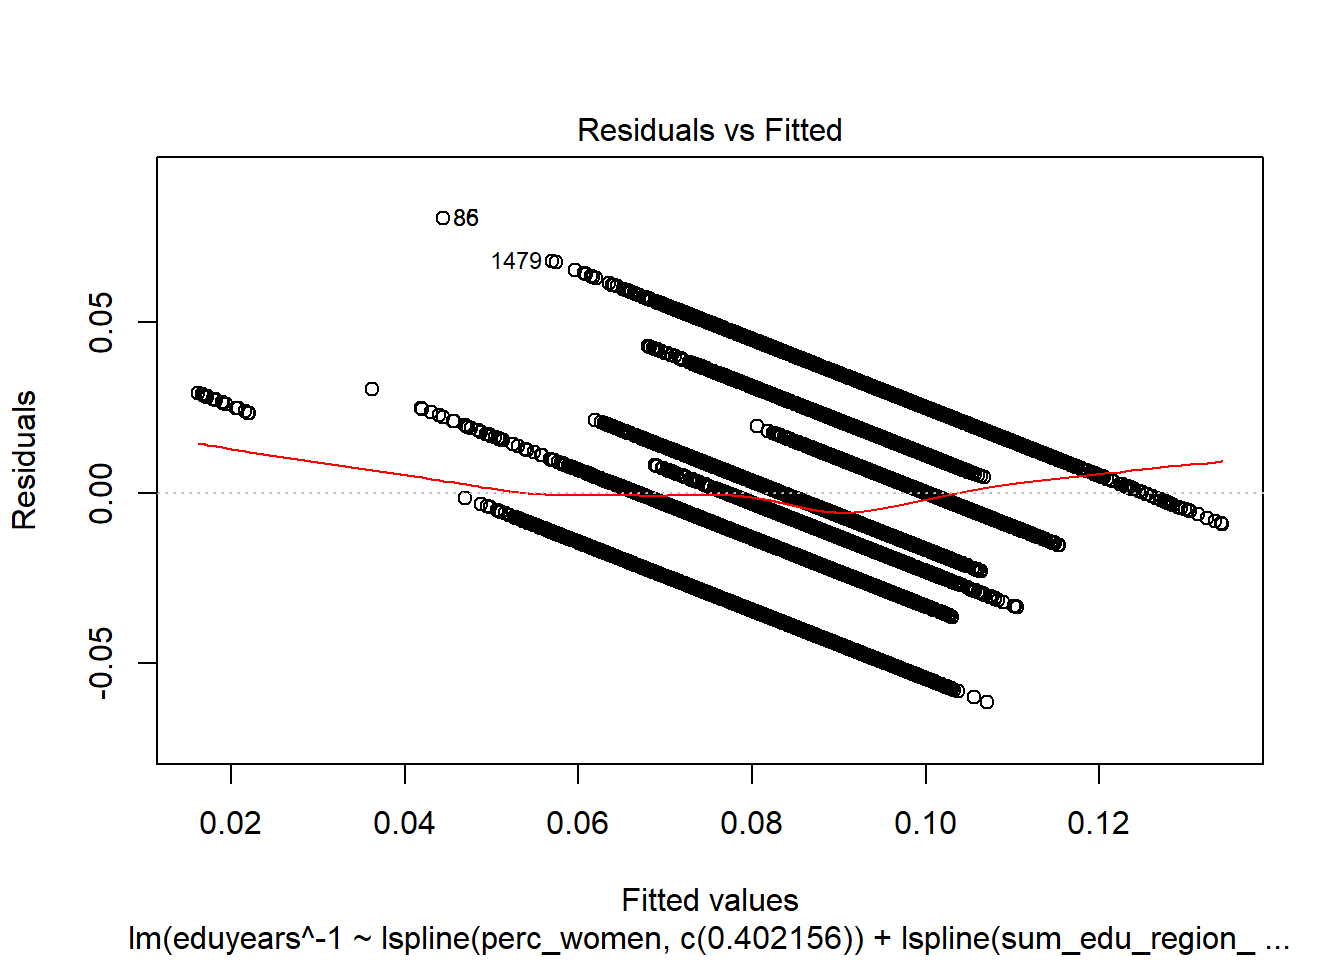 Residuals vs Fitted
86
1479
Residuals
0.05
0.00
-0.05
0.02 0.04 0.06 0.08 0.10 0.12
Fitted values
lm(eduyears^-1 ~ lspline(perc_women, c(0.402156)) + lspline(sum_edu_region_ ...